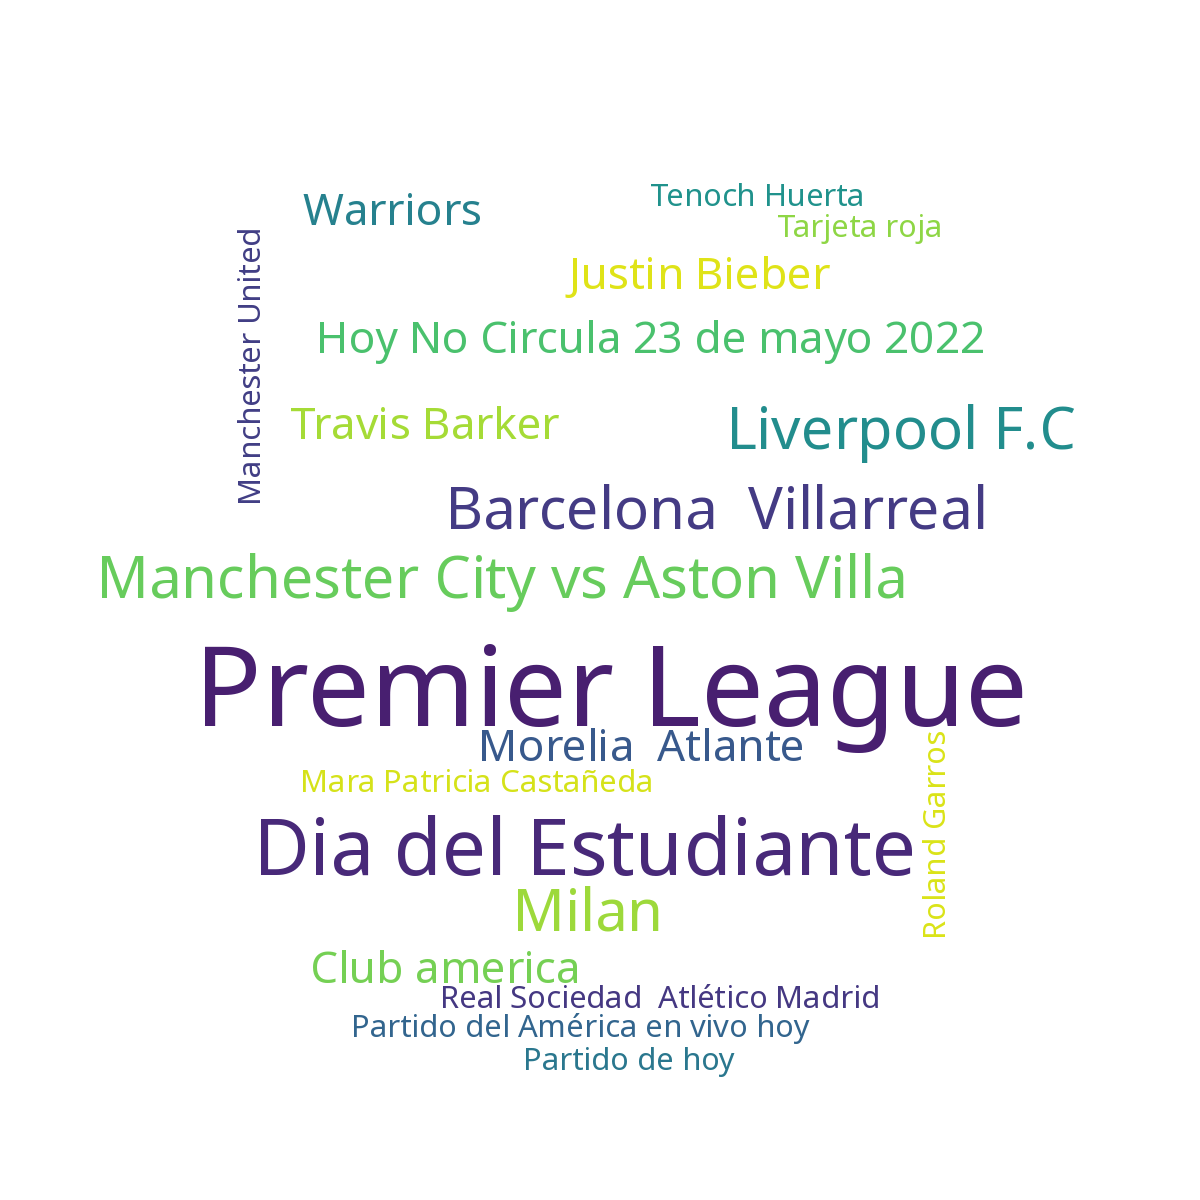 Tenoch Huerta
Warriors
Tarjeta roja
Manchester United
Justin Bieber
Hoy No Circula 23 de mayo 2022
Travis Barker
Liverpool F.C
Barcelona  Villarreal
Manchester City vs Aston Villa
Premier League
Morelia  Atlante
Roland Garros
Mara Patricia Castañeda
Dia del Estudiante
Milan
Club america
Real Sociedad  Atlético Madrid
Partido del América en vivo hoy
Partido de hoy